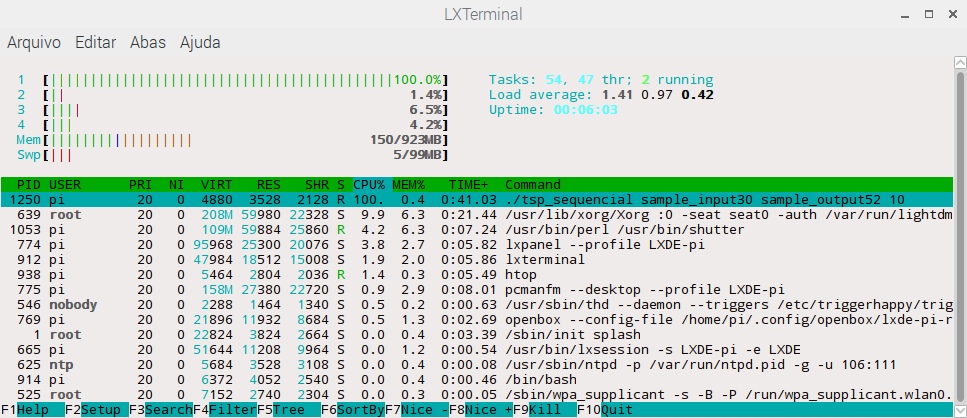 LXTerminal
Arquivo Editar Abas Ajuda
1 [||||||||||||||||||||||||||||||||||||||||||100.0%] Tasks: 54, 47 thr; 2 running
2 [|| 1.4%] Load average: 1.41 0.97 0.42
3 [|||| 6.5%] Uptime: 00:06:03
4 [||| 4.2%]
Mem[|||||||||||||||||| 150/923MB]
Swp[||| 5/99MB]
PID USER PRI NI VIRT RES SHR S CPU% MEM% TIME+ Command
1250 pi 20 0 4880 3528 2128 R 100. 0.4 0:41.03 ./tsp_sequencial sample_input30 sample_output52 10
639 root 20 0 208M 59980 22328 S 9.9 6.3 0:21.44 /usr/lib/xorg/Xorg :0 -seat seat0 -auth /var/run/lightdm
1053 pi 20 0 109M 59884 25860 R 4.2 6.3 0:07.24 /usr/bin/perl /usr/bin/shutter
774 pi 20 0 95968 25300 20076 S 3.8 2.7 0:05.82 lxpanel --profile LXDE-pi
912 pi 20 0 47984 18512 15008 S 1.9 2.0 0:05.86 lxterminal
938 pi 20 0 5464 2804 2036 R 1.4 0.3 0:05.49 htop
775 pi 20 0 158M 27380 22720 S 0.9 2.9 0:08.01 pcmanfm --desktop --profile LXDE-pi
546 nobody 20 0 2288 1464 1340 S 0.5 0.2 0:00.63 /usr/sbin/thd --daemon --triggers /etc/triggerhappy/trig
769 pi 20 0 21896 11932 8684 S 0.5 1.3 0:02.69 openbox --config-file /home/pi/.config/openbox/lxde-pi-r
1 root 20 0 22824 3824 2664 S 0.0 0.4 0:03.39 /sbin/init splash
665 pi 20 0 51644 11208 9964 S 0.0 1.2 0:00.54 /usr/bin/lxsession -s LXDE-pi -e LXDE
625 ntp 20 0 5684 3528 3108 S 0.0 0.4 0:00.08 /usr/sbin/ntpd -p /var/run/ntpd.pid -g -u 106:111
914 pi 20 0 6372 4052 2540 S 0.0 0.4 0:00.46 /bin/bash
525 root 20 0 7152 2740 2304 S 0.0 0.3 0:00.65 /sbin/wpa_supplicant -s -B -P /run/wpa_supplicant.wlan0.
F1Help F2Setup F3SearchF4FilterF5Tree F6SortByF7Nice -F8Nice +F9Kill F10Quit